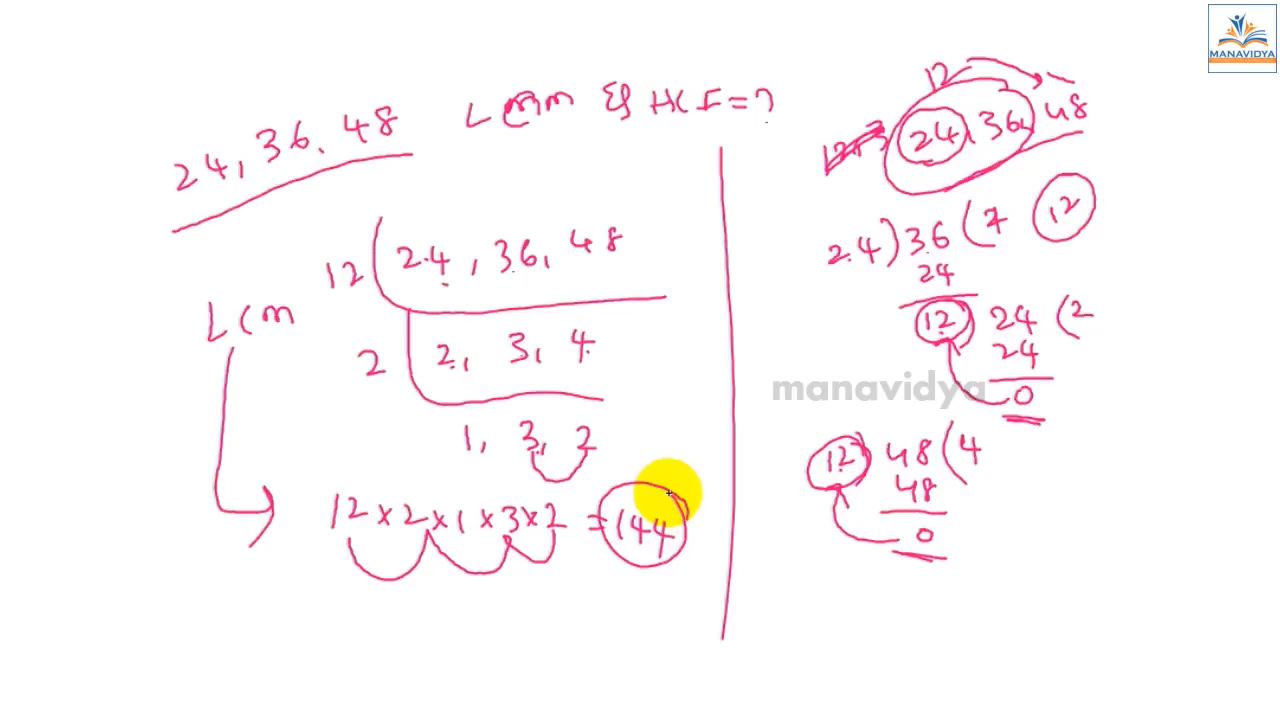 MANAVIDYA
24, 36, 48
LCM & HCF = ?
12 ( 24, 36, 48
2 2, 3, 4
1, 3, 2
LCM
12 × 2 × 1 × 3 × 2 = 144
12
24, 36, 48
24 ) 36 (
12
24
12 ) 24 ( 2
24
0
manavidya
12 ) 48 ( 4
48
0